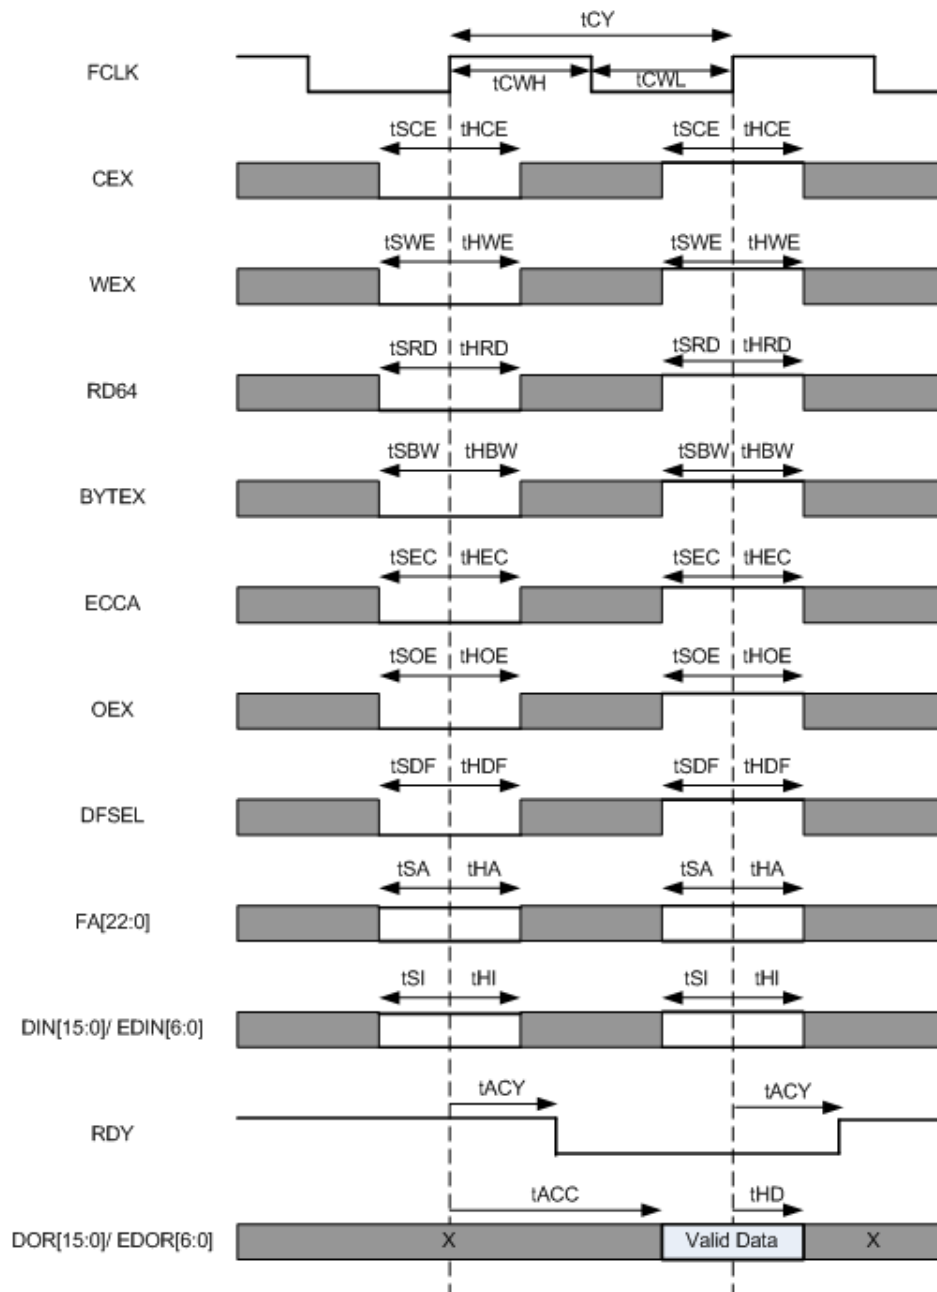 tCY
FCLK
tCWH tCWL
tSCE tHCE tSCE tHCE
CEX
tSWE tHWE tSWE tHWE
WEX
tSRD tHRD tSRD tHRD
RD64
tSBW tHBW tSBW tHBW
BYTEX
tSEC tHEC tSEC tHEC
ECCA
tSOE tHOE tSOE tHOE
OEX
tSDF tHDF tSDF tHDF
DFSEL
tSA tHA tSA tHA
FA[22:0]
tSI tHI tSI tHI
DIN[15:0]/ EDIN[6:0]
tACY tACY
RDY
tACC tHD
DOR[15:0]/ EDOR[6:0] X Valid Data X